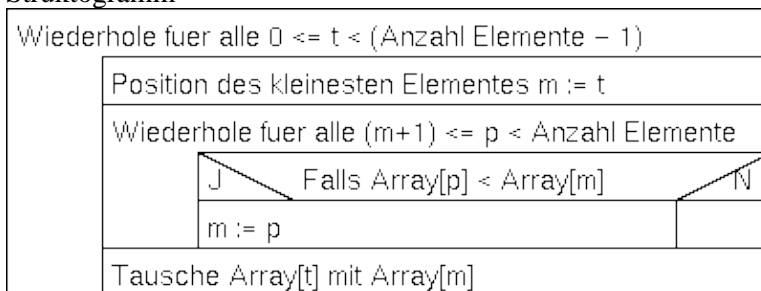 Struktogramm
Wiederhole fuer alle 0 <= t < (Anzahl Elemente - 1)
Position des kleinesten Elementes m := t
Wiederhole fuer alle (m+1) <= p < Anzahl Elemente
J Falls Array[p] < Array[m] N
m := p
Tausche Array[t] mit Array[m]